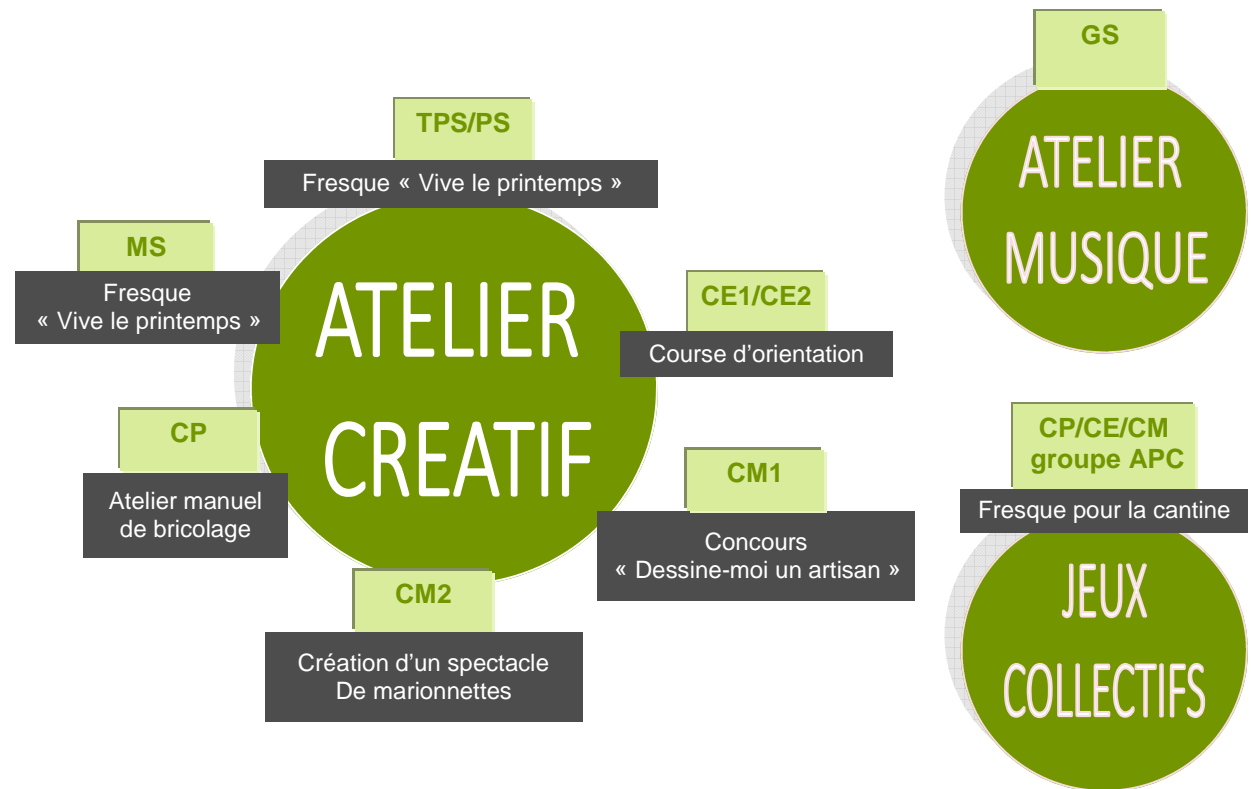 TPS/PS
Fresque « Vive le printemps »
MS
Fresque
« Vive le printemps »
CE1/CE2
Course d’orientation
ATELIER
CREATIF
CP
Atelier manuel
de bricolage
CM1
Concours
« Dessine-moi un artisan »
CM2
Création d’un spectacle
De marionnettes
GS
ATELIER
MUSIQUE
CP/CE/CM
groupe APC
Fresque pour la cantine
JEUX
COLLECTIFS